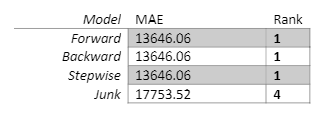 Model MAE Rank
Forward 13646.06 1
Backward 13646.06 1
Stepwise 13646.06 1
Junk 17753.52 4